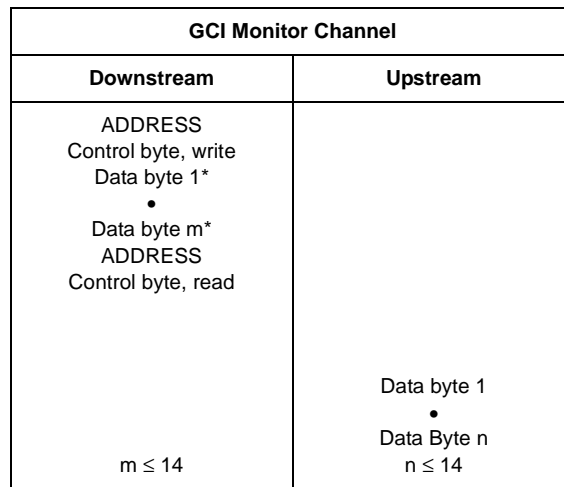 GCI Monitor Channel
Downstream
Upstream
ADDRESS
Control byte, write
Data byte 1*
•
Data byte m*
ADDRESS
Control byte, read
m ≤ 14
Data byte 1
•
Data Byte n
n ≤ 14